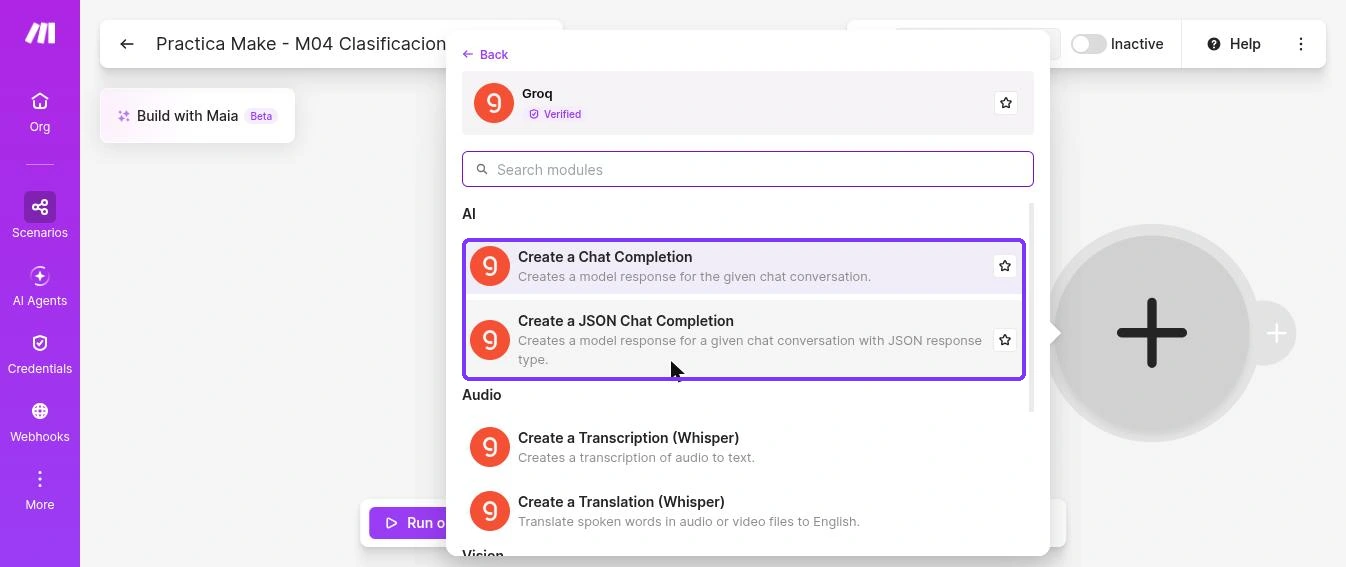 Practica Make - M04 Clasificacion
Inactive
Help
Build with Maia Beta
Org
Scenarios
AI Agents
Credentials
Webhooks
More
Back
Groq
Verified
Search modules
AI
Create a Chat Completion
Creates a model response for the given chat conversation.
Create a JSON Chat Completion
Creates a model response for a given chat conversation with JSON response
type.
Audio
Create a Transcription (Whisper)
Creates a transcription of audio to text.
Create a Translation (Whisper)
Translate spoken words in audio or video files to English.
Vision
Run o